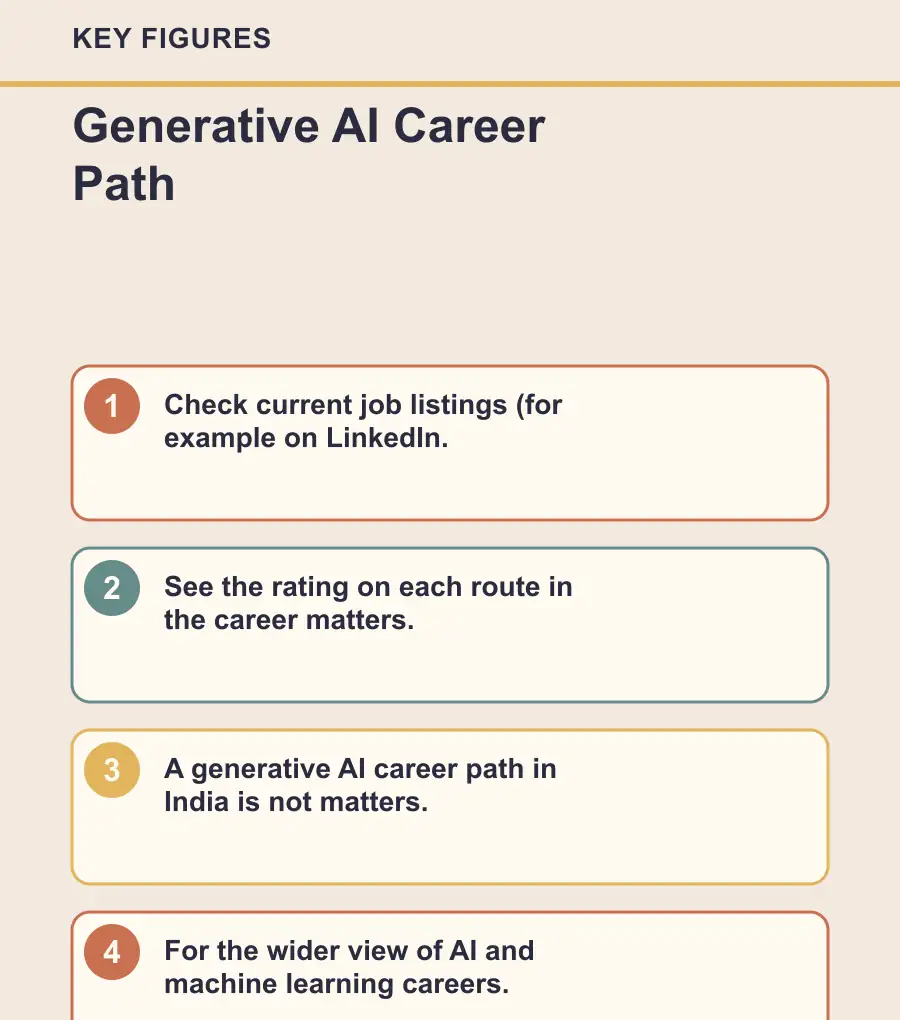 KEY FIGURES
Generative AI Career
Path
1
Check current job listings (for
example on LinkedIn.
2
See the rating on each route in
the career matters.
3
A generative AI career path in
India is not matters.
4
For the wider view of AI and
machine learning careers.